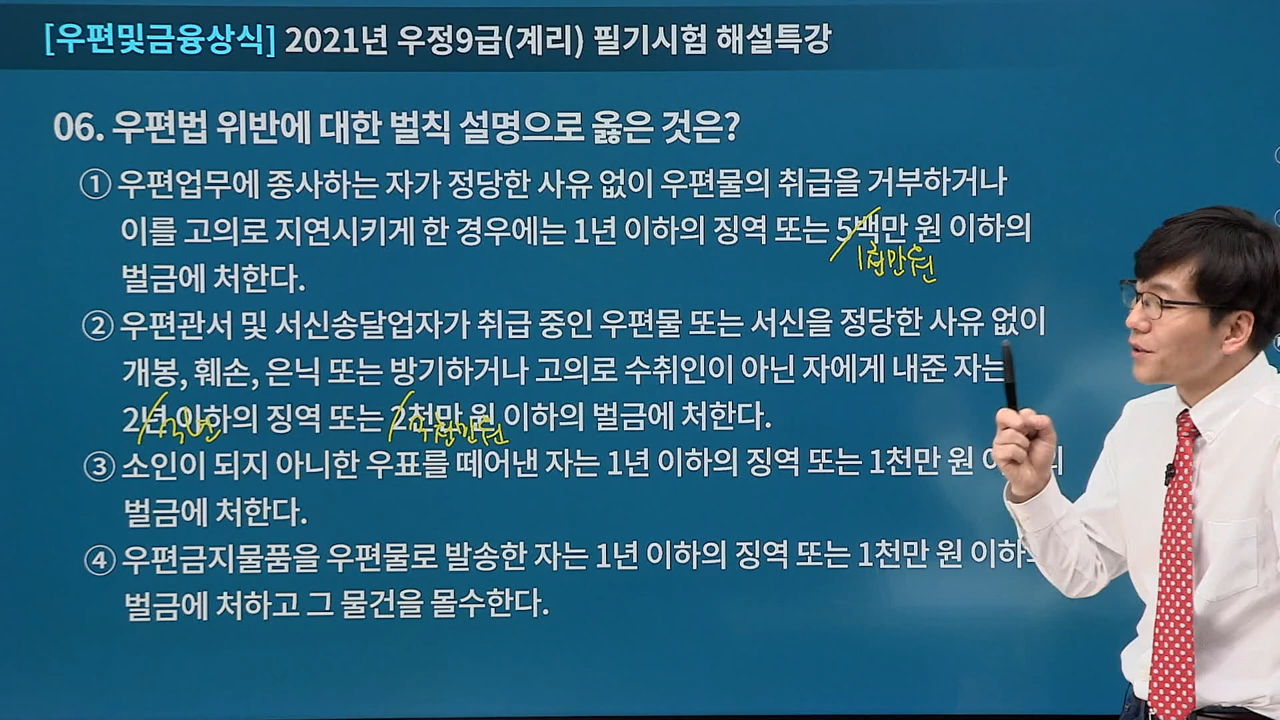 [우편및금융상식] 2021년 우정9급(계리) 필기시험 해설특강
06. 우편법 위반에 대한 벌칙 설명으로 옳은 것은?
① 우편업무에 종사하는 자가 정당한 사유 없이 우편물의 취급을 거부하거나
이를 고의로 지연시키게 한 경우에는 1년 이하의 징역 또는 5백만 원 이하의
1천만원
벌금에 처한다.
② 우편관서 및 서신송달업자가 취급 중인 우편물 또는 서신을 정당한 사유 없이
개봉, 훼손, 은닉 또는 방기하거나 고의로 수취인이 아닌 자에게 내준 자는
2년 이하의 징역 또는 2천만 원 이하의 벌금에 처한다.
③ 소인이 되지 아니한 우표를 떼어낸 자는 1년 이하의 징역 또는 1천만 원
벌금에 처한다.
④ 우편금지물품을 우편물로 발송한 자는 1년 이하의 징역 또는 1천만 원
벌금에 처하고 그 물건을 몰수한다.